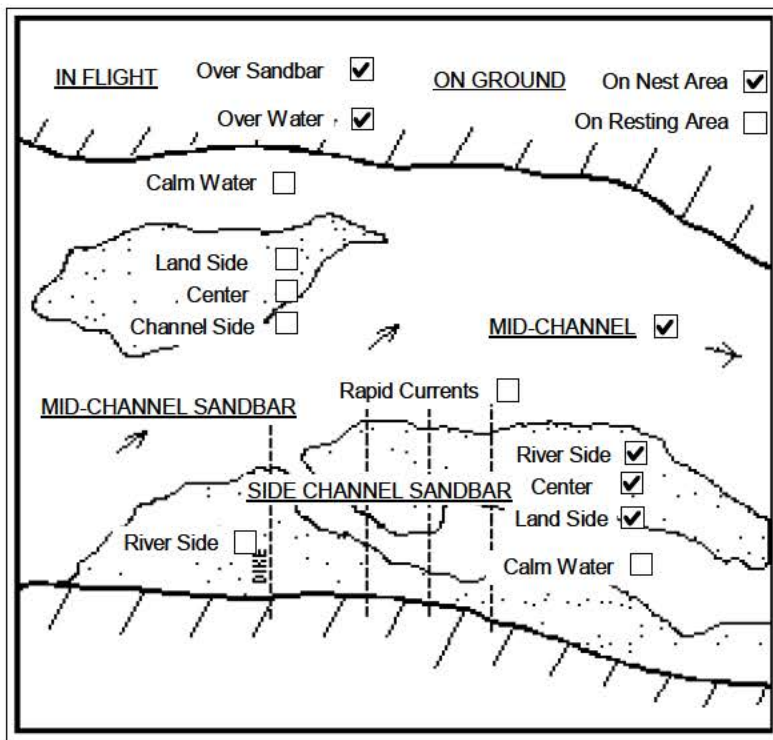 IN FLIGHT Over Sandbar ON GROUND On Nest Area
Over Water On Resting Area
Calm Water
Land Side
Center
Channel Side
MID-CHANNEL
Rapid Currents
MID-CHANNEL SANDBAR
River Side
SIDE CHANNEL SANDBAR Center
Land Side
River Side
DIKE
Calm Water